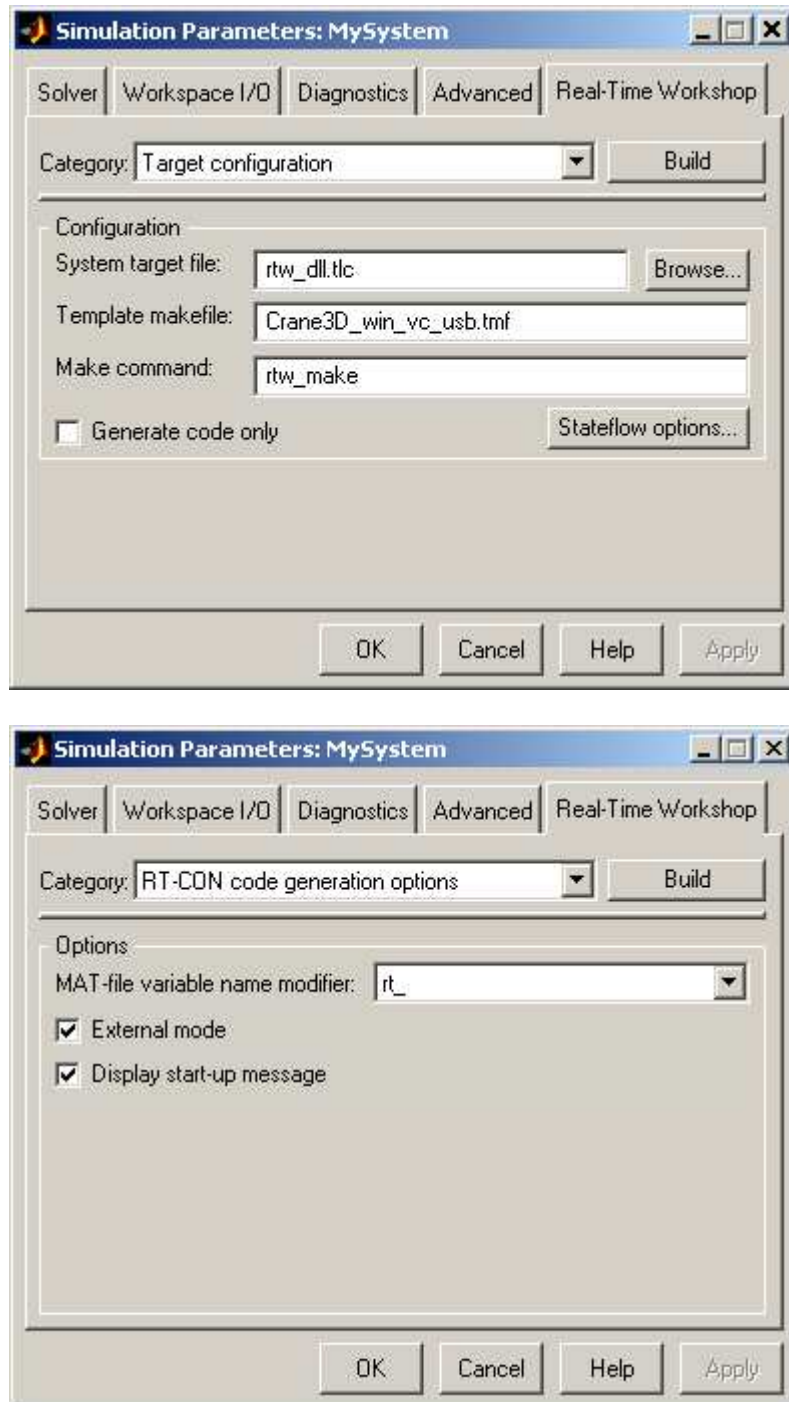 Simulation Parameters: MySystem
Solver Workspace I/O Diagnostics Advanced Real-Time Workshop
Category: Target configuration Build
Configuration
System target file: rtw_dll.tlc Browse...
Template makefile: Crane3D_win_vc_usb.tmf
Make command: rtw_make
Generate code only Stateflow options...
OK Cancel Help Apply
Simulation Parameters: MySystem
Solver Workspace I/O Diagnostics Advanced Real-Time Workshop
Category: RT-CON code generation options Build
Options
MAT-file variable name modifier: rt_
External mode
Display start-up message
OK Cancel Help Apply